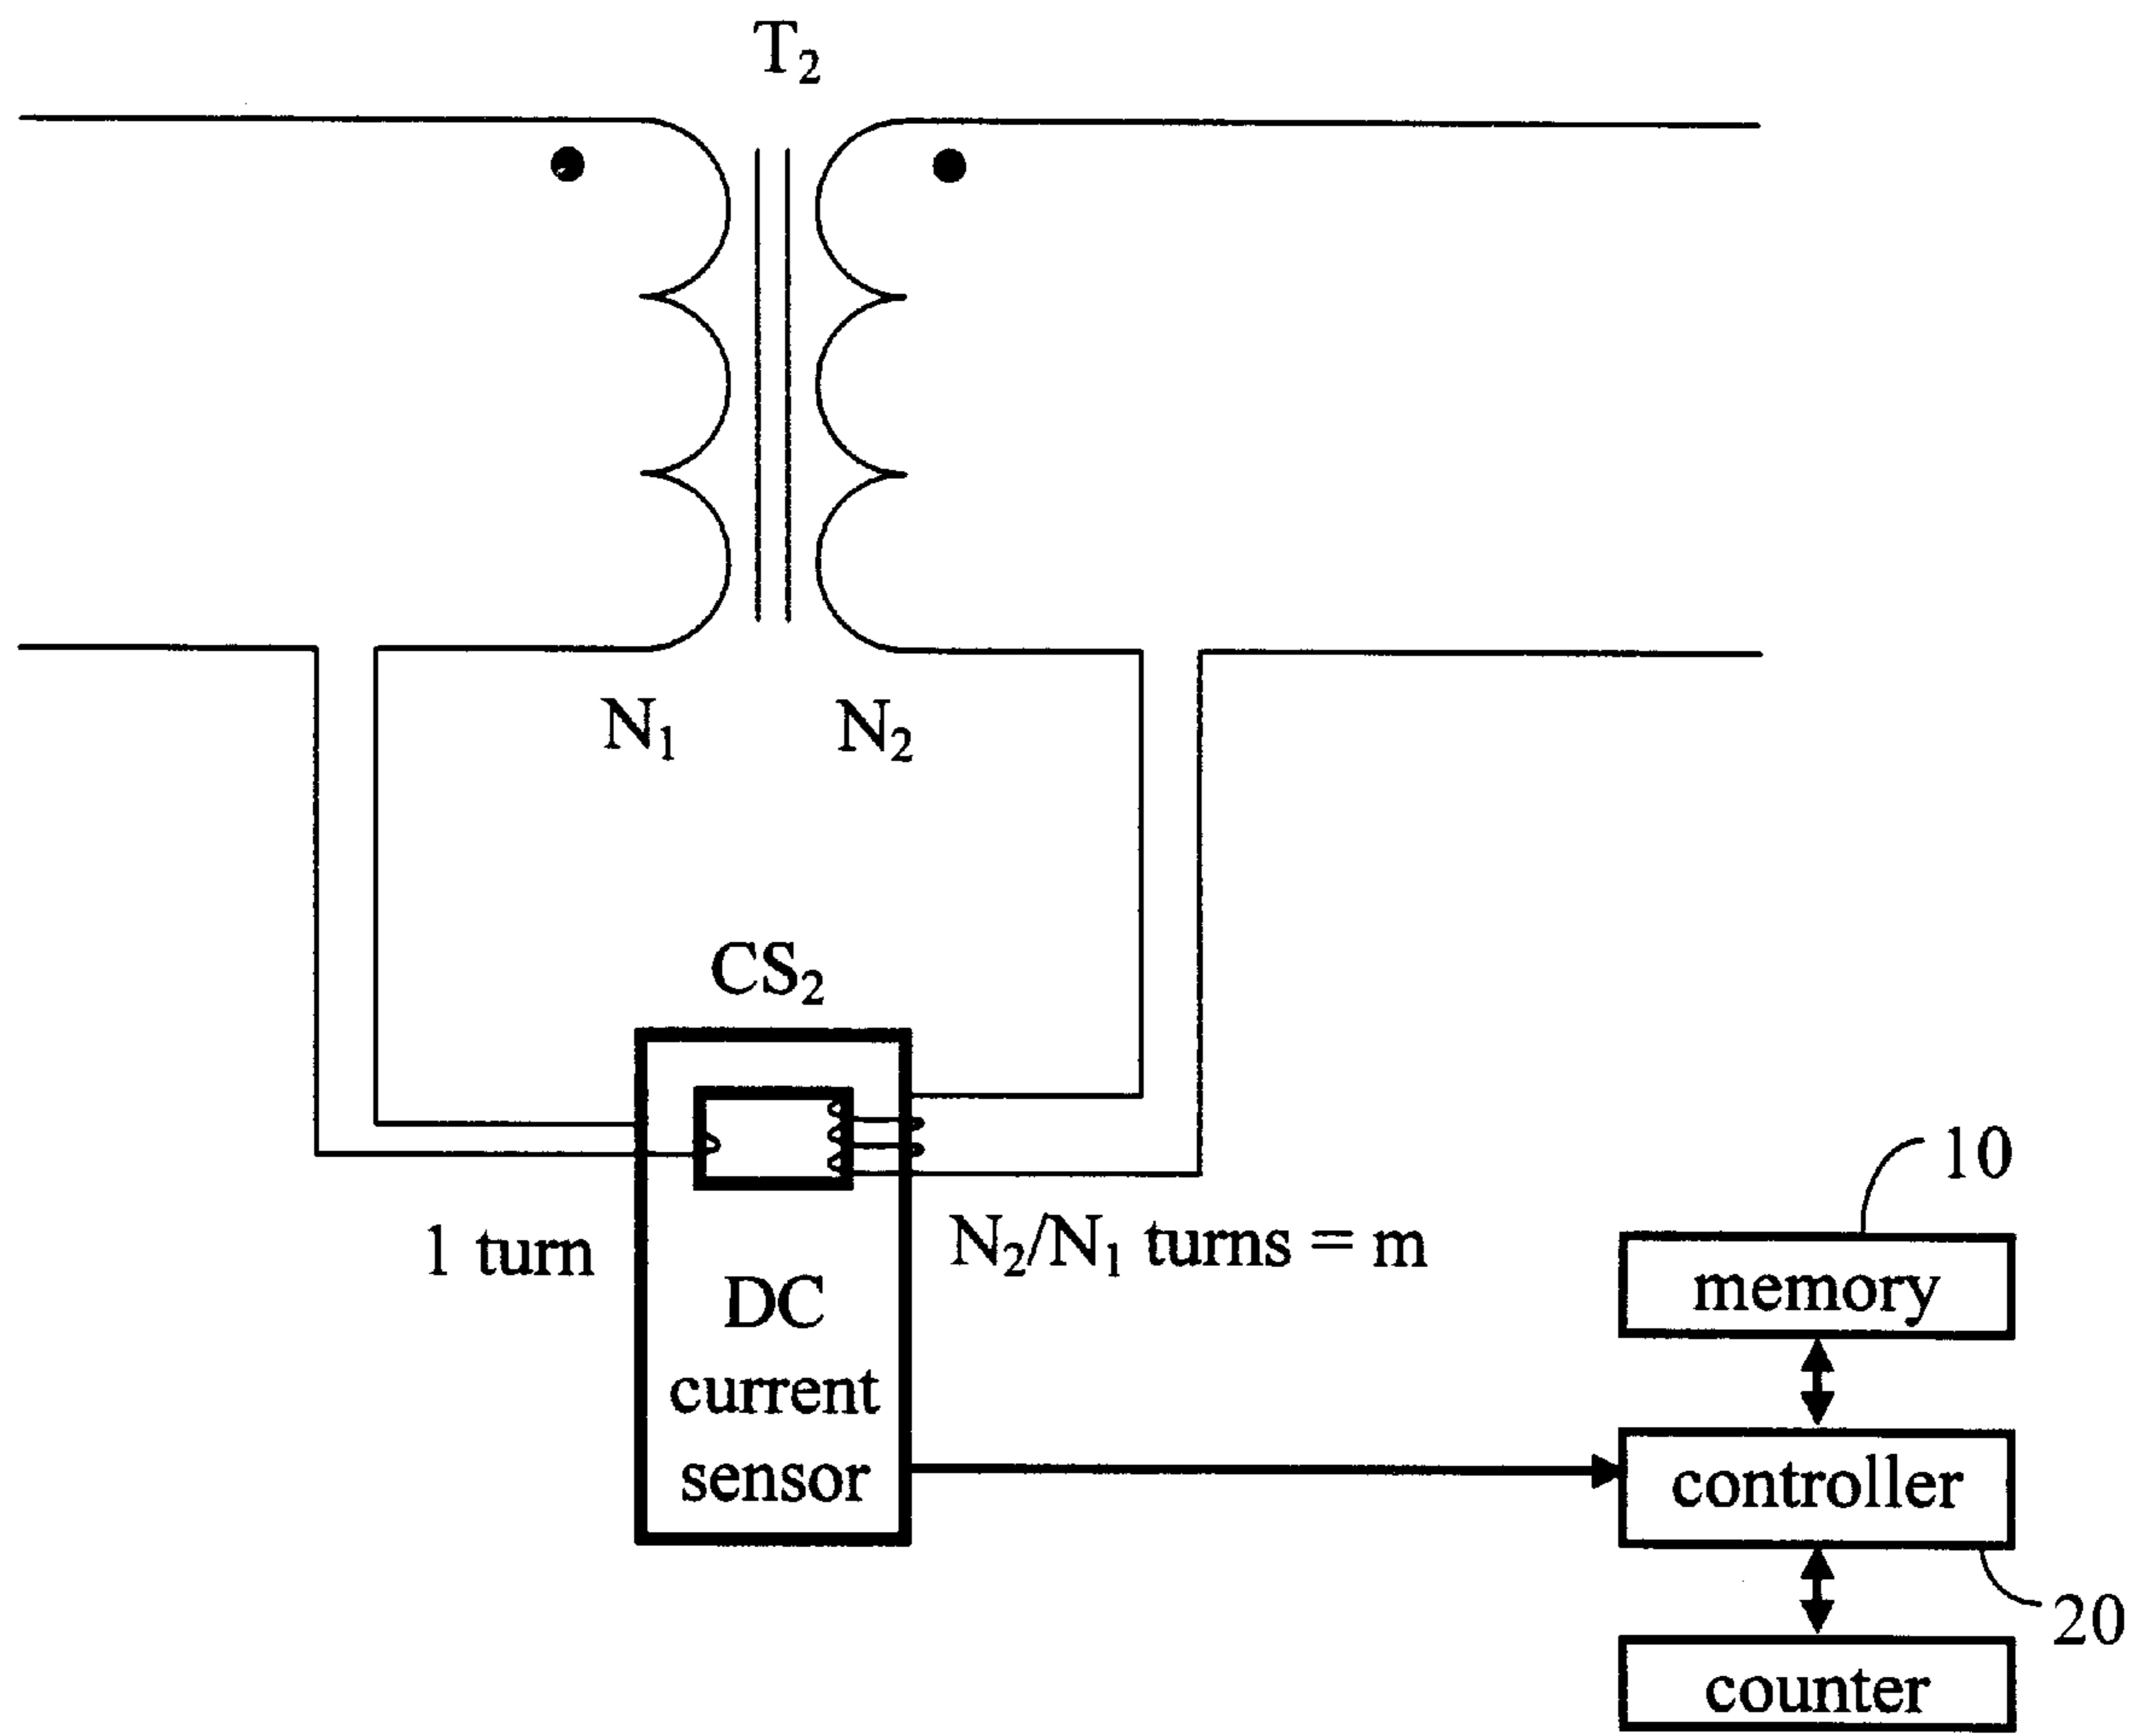 T₂
N₁
N₂
CS₂
1 turn
N₂/N₁ turns = m
DC
current
sensor
10
memory
controller
20
counter